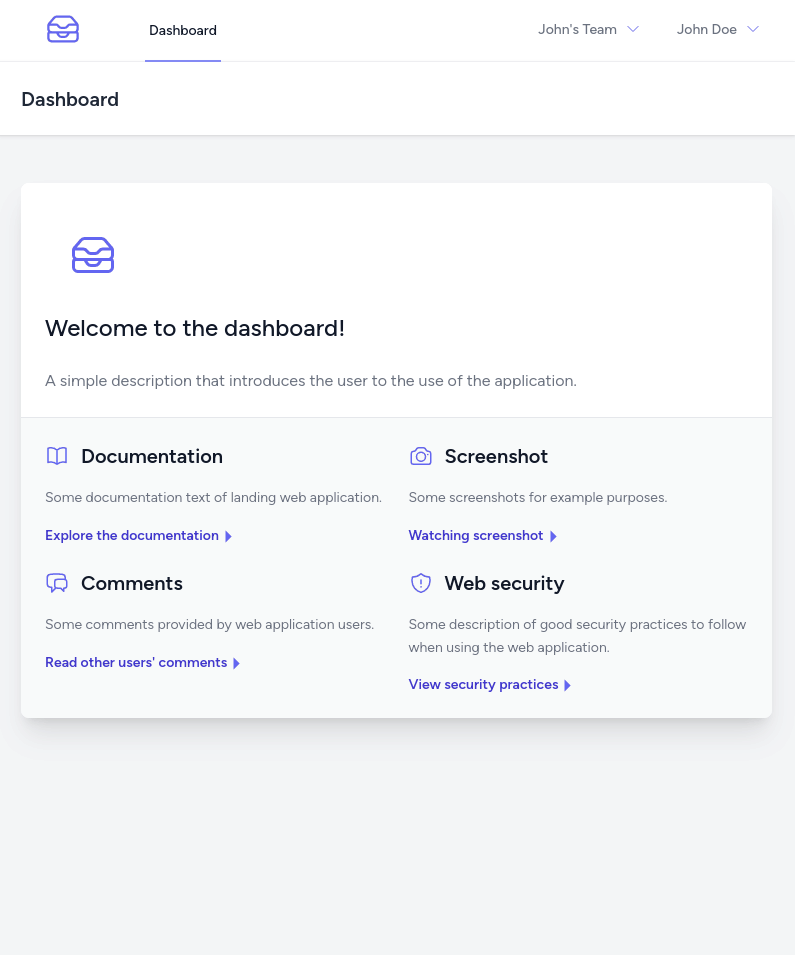 Dashboard
John's Team
John Doe
Dashboard
Welcome to the dashboard!
A simple description that introduces the user to the use of the application.
Documentation
Some documentation text of landing web application.
Explore the documentation
Screenshot
Some screenshots for example purposes.
Watching screenshot
Comments
Some comments provided by web application users.
Read other users' comments
Web security
Some description of good security practices to follow
when using the web application.
View security practices